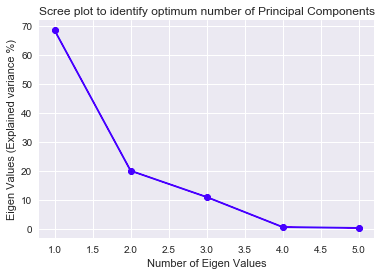 Scree plot to identify optimum number of Principal Components
70
60
50
40
30
20
10
0
Eigen Values (Explained variance %)
1.0 1.5 2.0 2.5 3.0 3.5 4.0 4.5 5.0
Number of Eigen Values